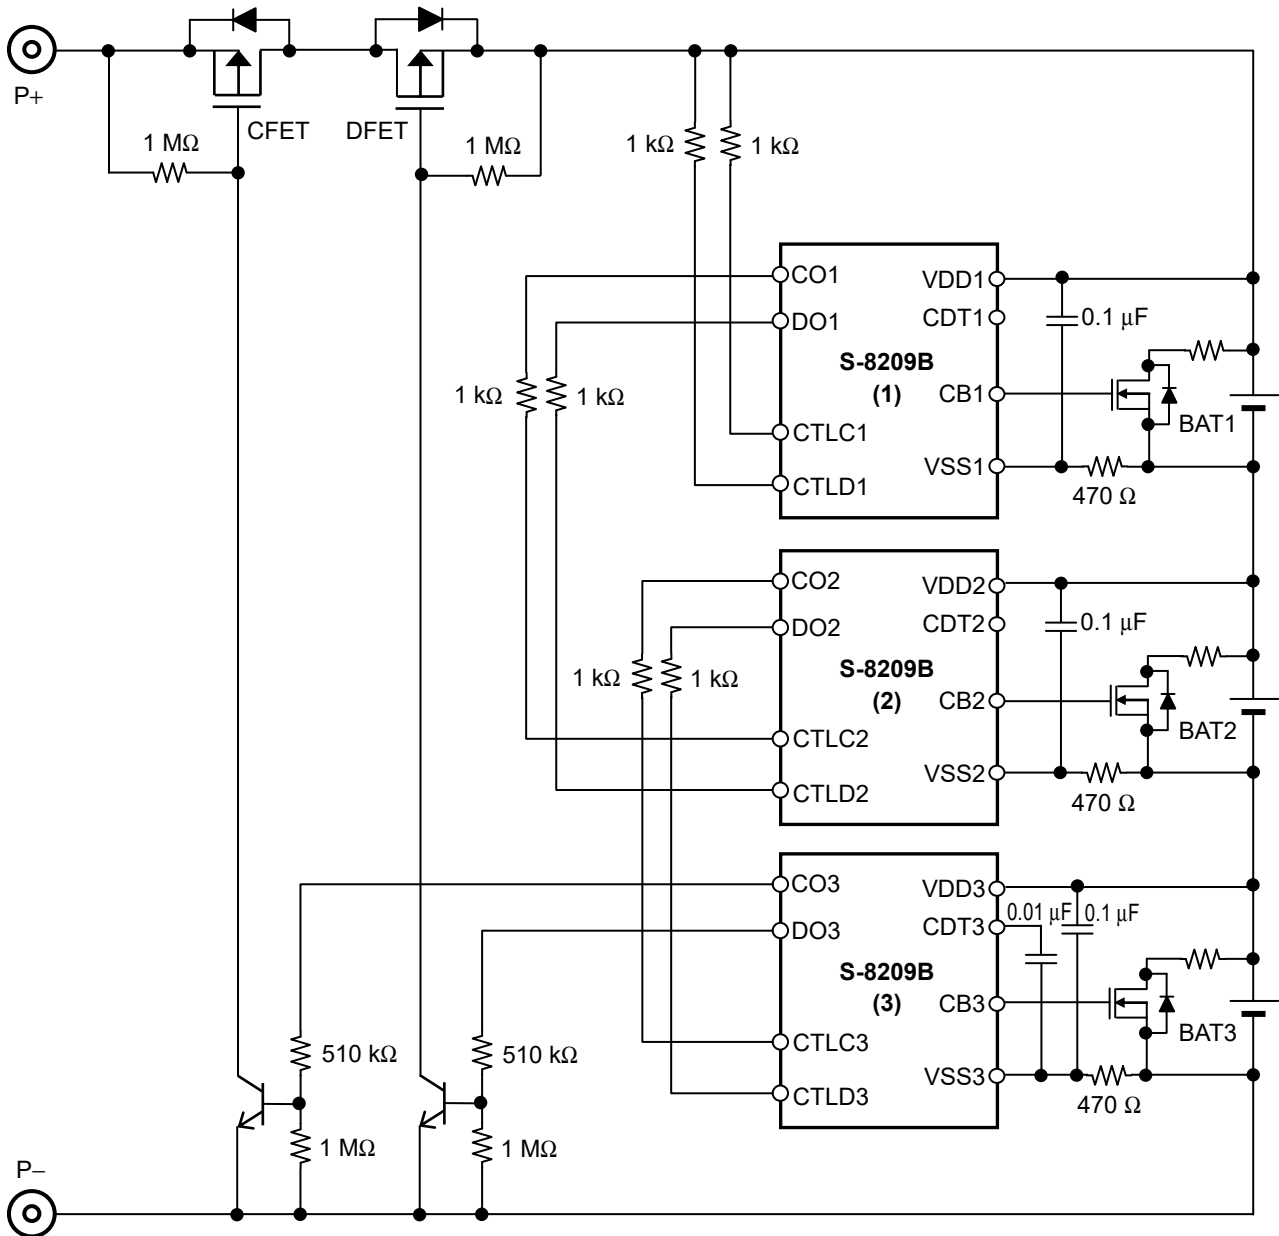 P+
CFET
DFET
1 MΩ
1 MΩ
1 kΩ
1 kΩ
CO1
VDD1
DO1
CDT1
0.1 μF
S-8209B
(1)
CB1
BAT1
1 kΩ
1 kΩ
CTLC1
VSS1
CTLD1
470 Ω
CO2
VDD2
DO2
CDT2
0.1 μF
S-8209B
(2)
1 kΩ
1 kΩ
CB2
BAT2
CTLC2
VSS2
CTLD2
470 Ω
CO3
VDD3
0.01 μF
0.1 μF
DO3
CDT3
S-8209B
(3)
CB3
BAT3
510 kΩ
510 kΩ
CTLC3
VSS3
CTLD3
470 Ω
1 MΩ
1 MΩ
P−